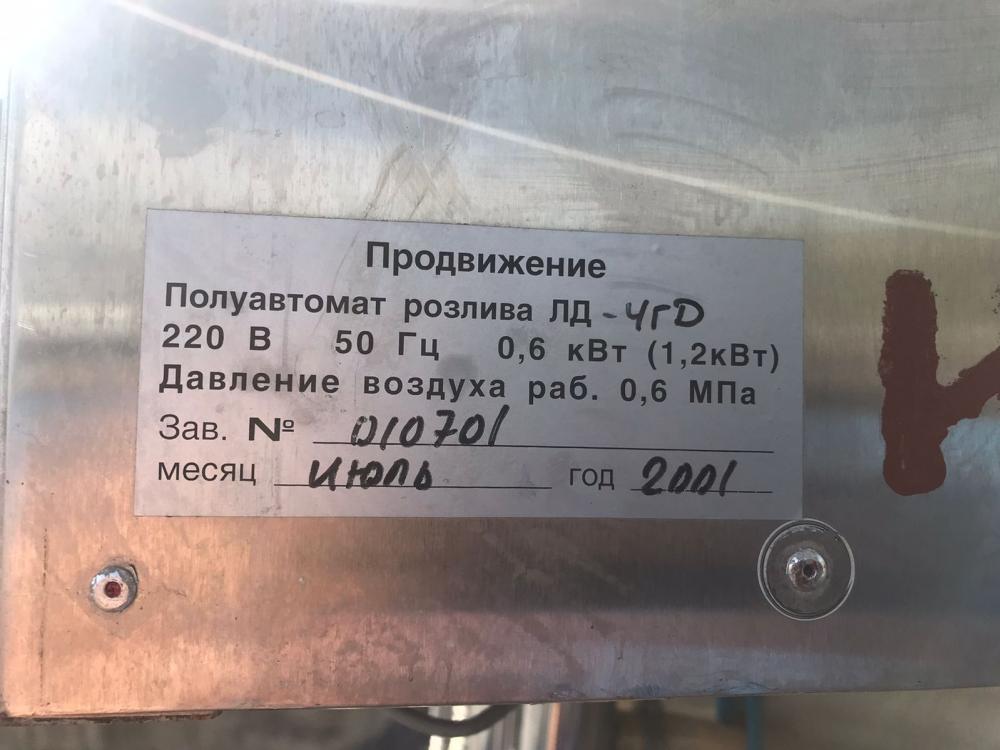 Продвижение
Полуавтомат розлива ЛД-ЧГД
220 В 50 Гц 0,6 кВт (1,2кВт)
Давление воздуха раб. 0,6 МПа
Зав. № 010701
месяц июль год 2001